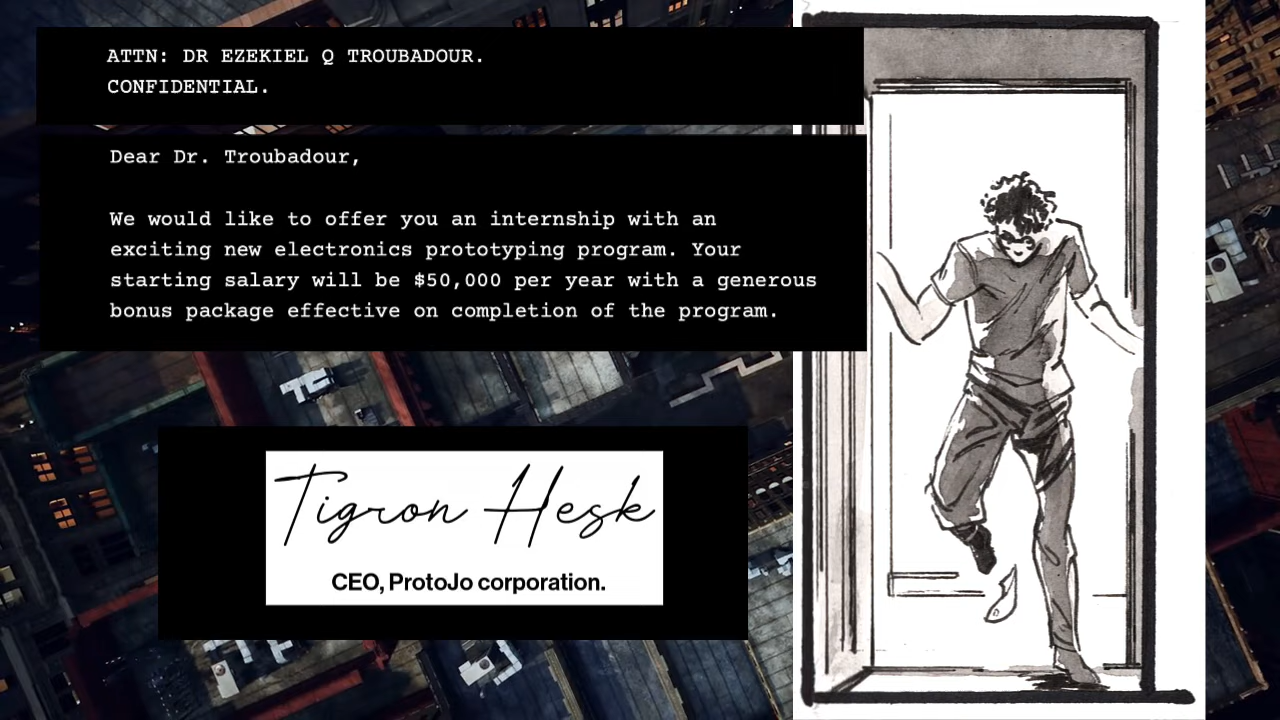 ATTN: DR EZEKIEL Q TROUBADOUR.
CONFIDENTIAL.
Dear Dr. Troubadour,
We would like to offer you an internship with an
exciting new electronics prototyping program. Your
starting salary will be $50,000 per year with a generous
bonus package effective on completion of the program.
Tigron Hesk
CEO, ProtoJo corporation.